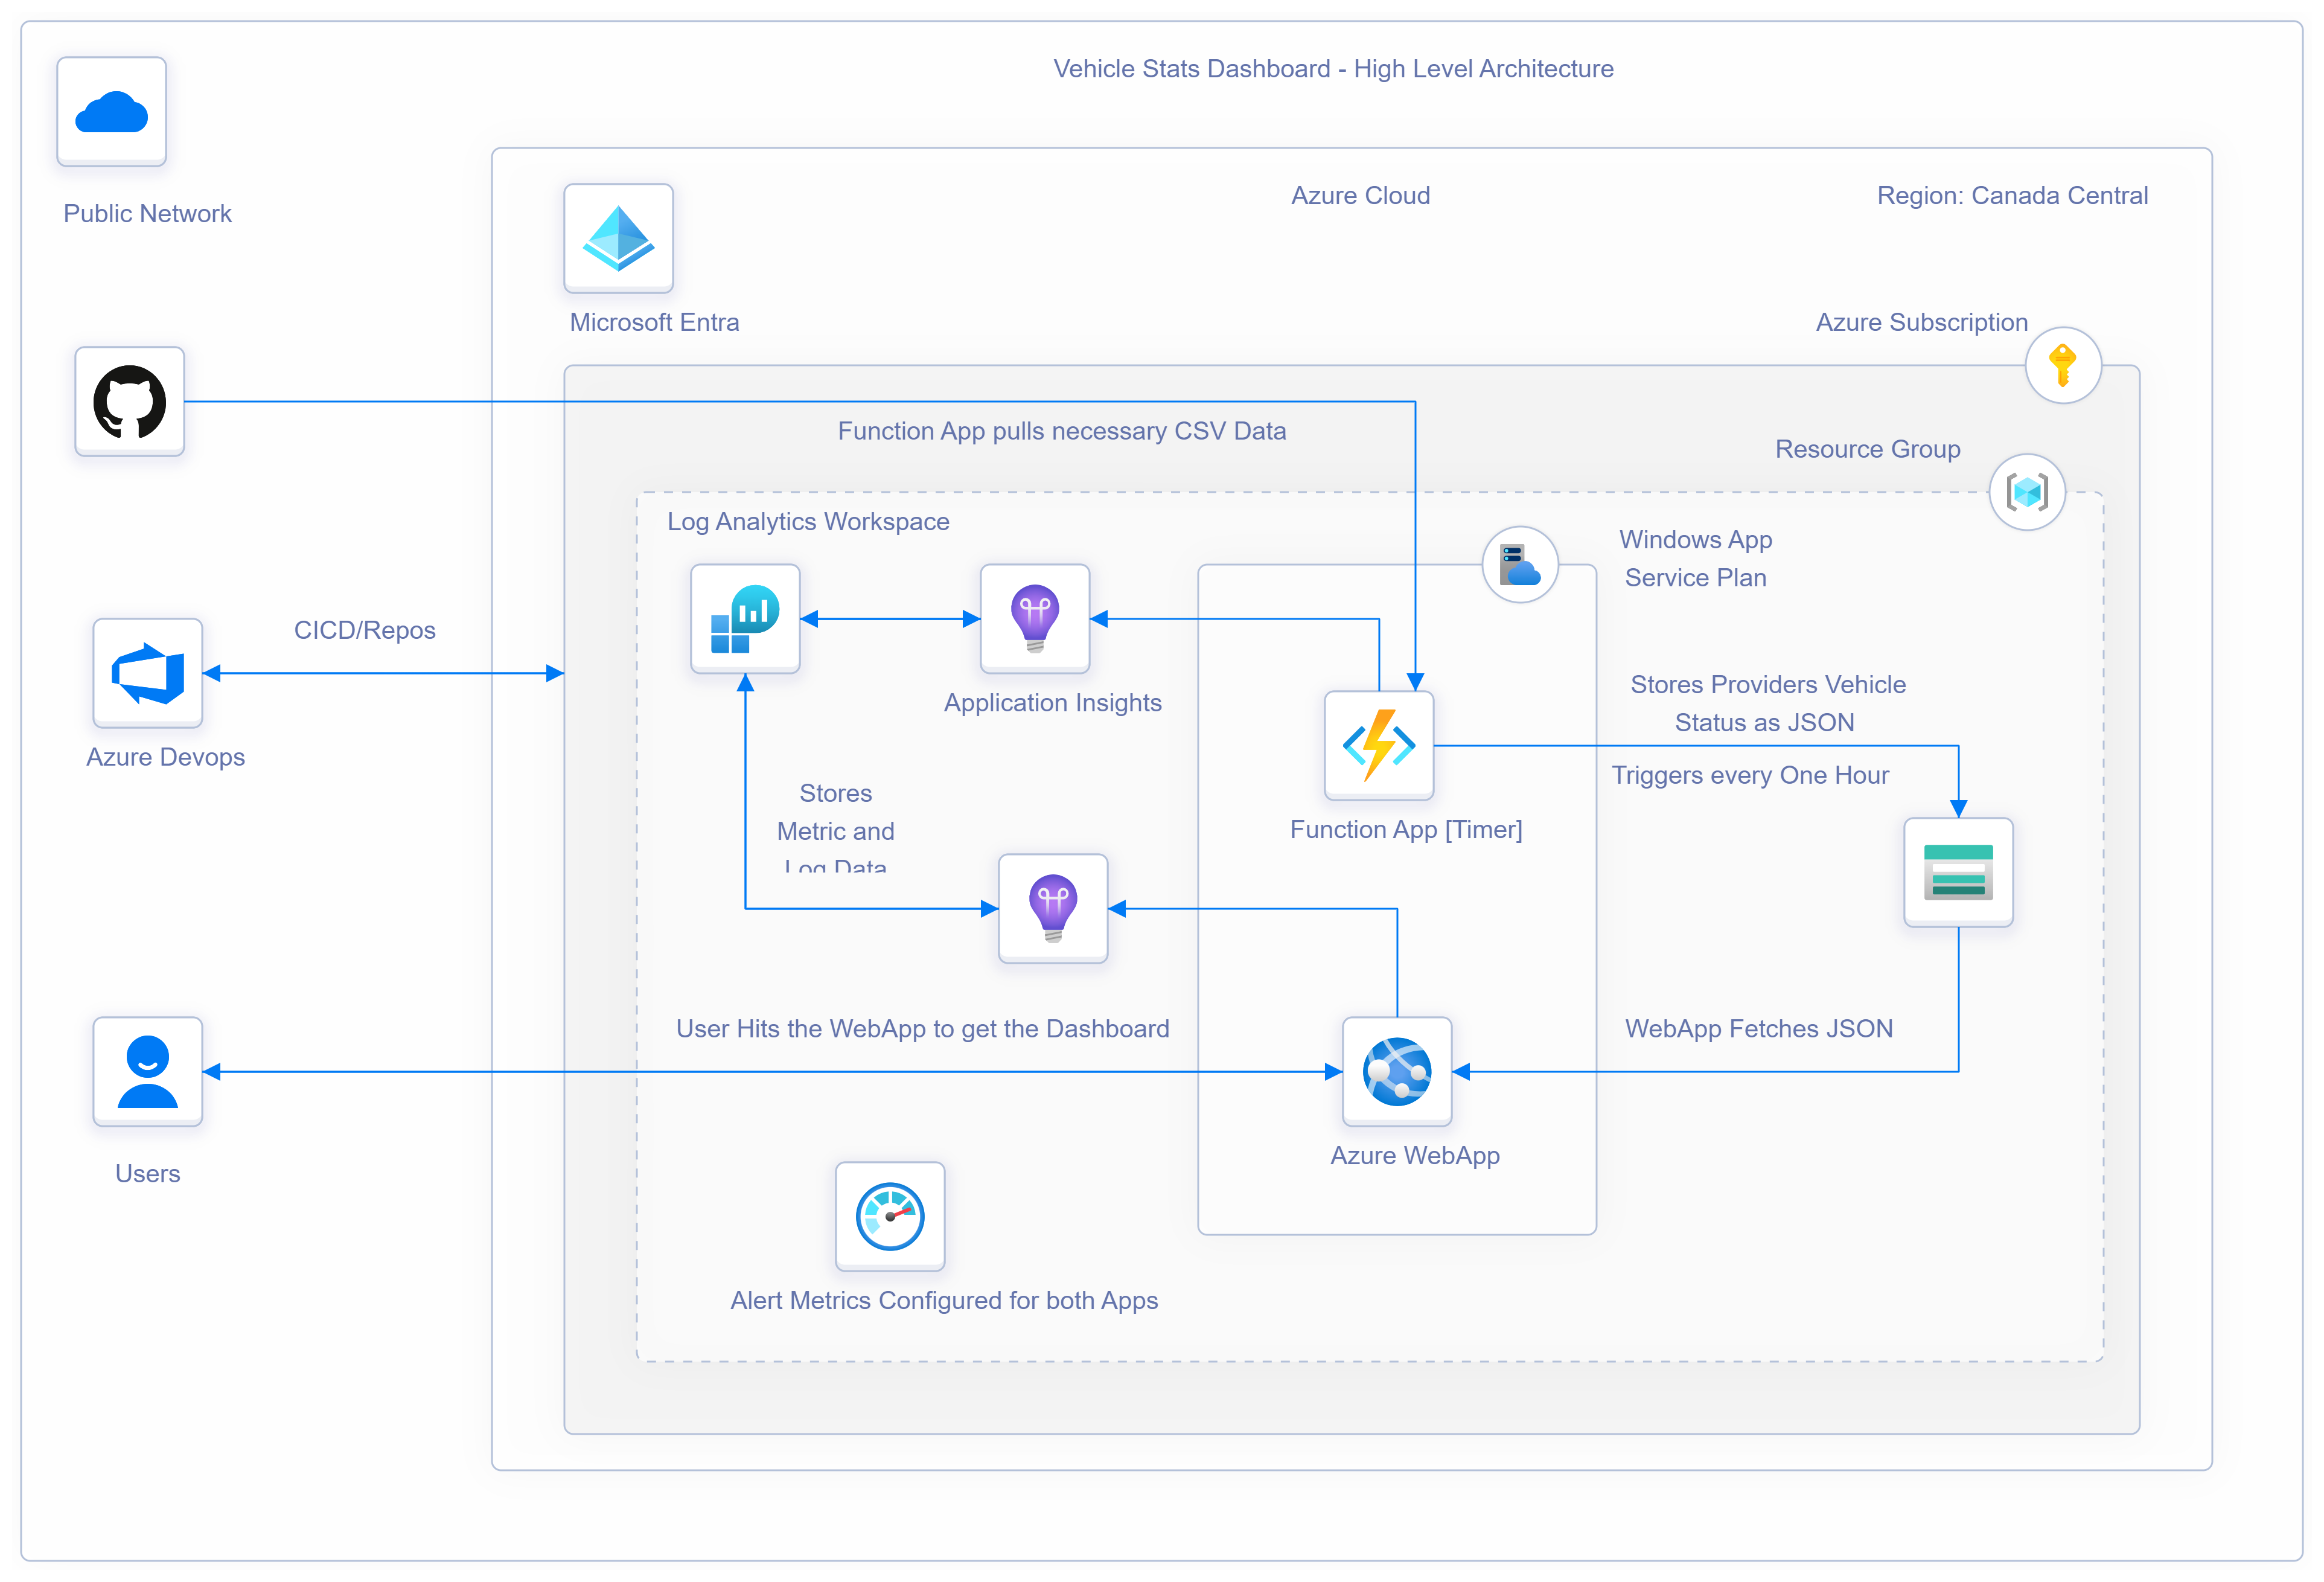 Vehicle Stats Dashboard - High Level Architecture
Public Network
Azure Cloud
Region: Canada Central
Microsoft Entra
Azure Subscription
Function App pulls necessary CSV Data
Resource Group
Log Analytics Workspace
Windows App
Service Plan
CICD/Repos
Application Insights
Stores Providers Vehicle
Status as JSON
Azure Devops
Triggers every One Hour
Stores
Metric and
Log Data
Function App [Timer]
User Hits the WebApp to get the Dashboard
WebApp Fetches JSON
Azure WebApp
Users
Alert Metrics Configured for both Apps